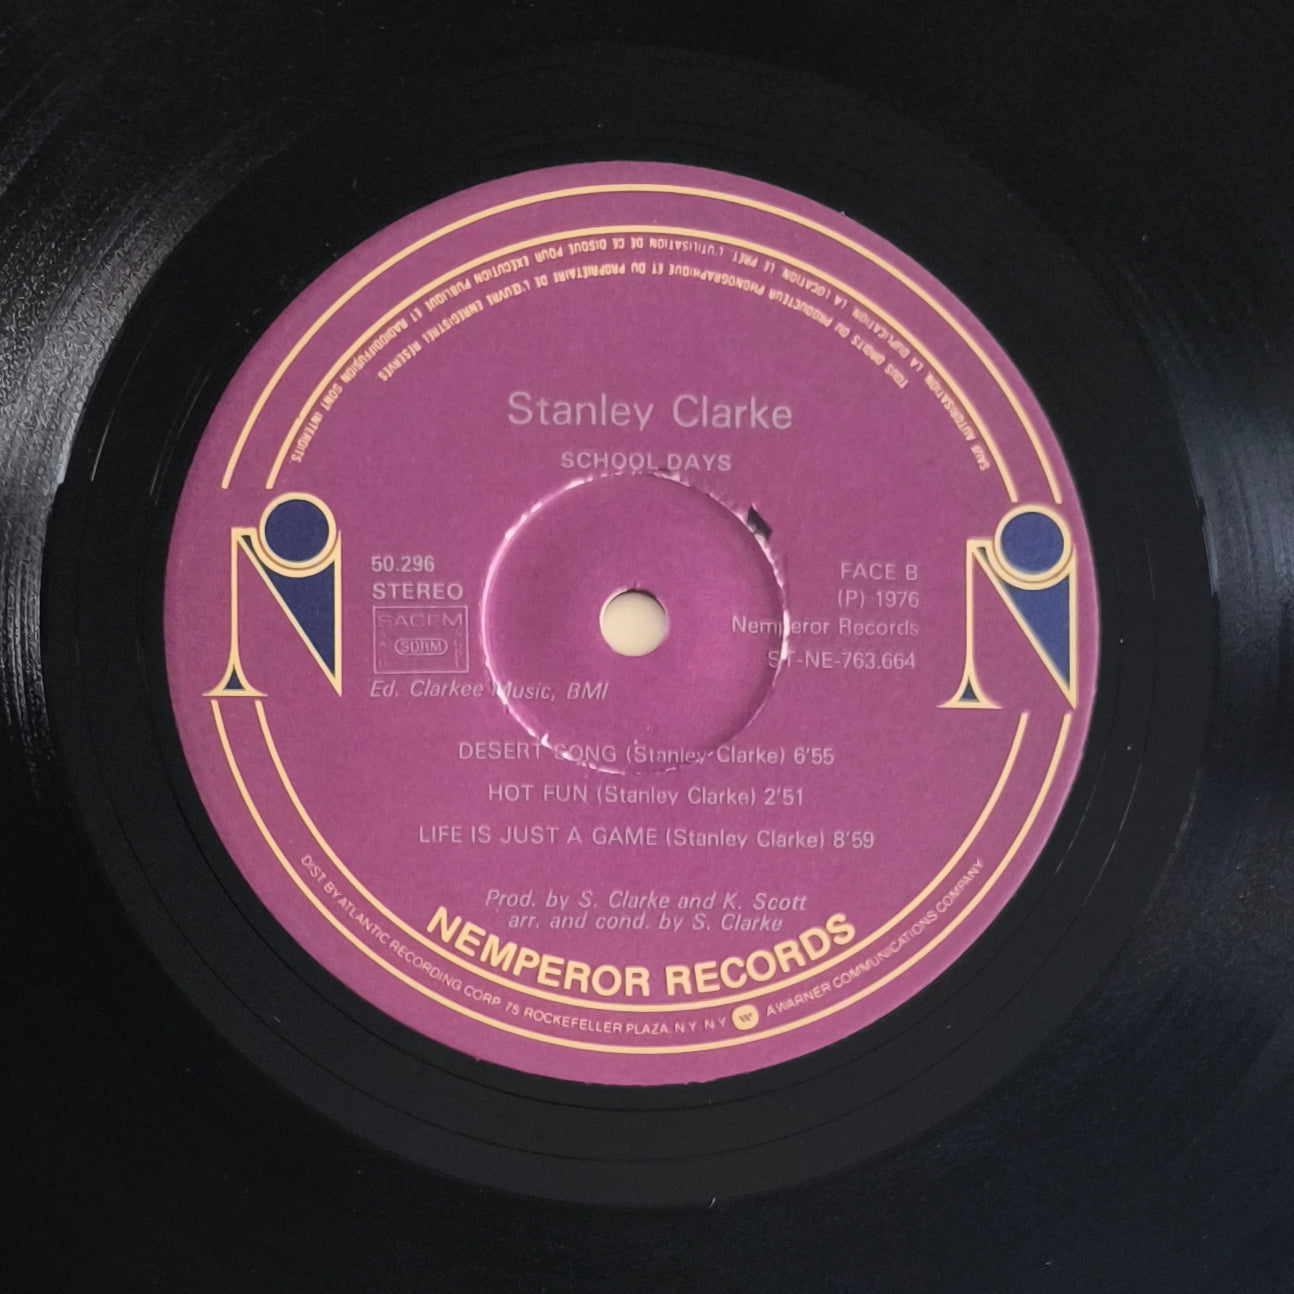 SAUF AUTORISATION, LA DUPLICATION, LA LOCATION, LE PRÊT, L'UTILISATION DE CE DISQUE POUR EXÉCUTION PUBLIQUE ET RADIODIFFUSION SONT INTERDITS.
TOUS DROITS DU PRODUCTEUR PHONOGRAPHIQUE ET DU PROPRIÉTAIRE DE L'ŒUVRE ENREGISTRÉE RÉSERVÉS
Stanley Clarke
SCHOOL DAYS
50.296
STEREO
SACEM
SDRM
Ed. Clarkee Music, BMI
FACE B
(P) 1976
Nemperor Records
ST-NE-763.664
DESERT SONG (Stanley Clarke) 6'55
HOT FUN (Stanley Clarke) 2'51
LIFE IS JUST A GAME (Stanley Clarke) 8'59
Prod. by S. Clarke and K. Scott
arr. and cond. by S. Clarke
NEMPEROR RECORDS
DIST BY ATLANTIC RECORDING CORP 75 ROCKEFELLER PLAZA N Y N Y W A WARNER COMMUNICATIONS COMPANY